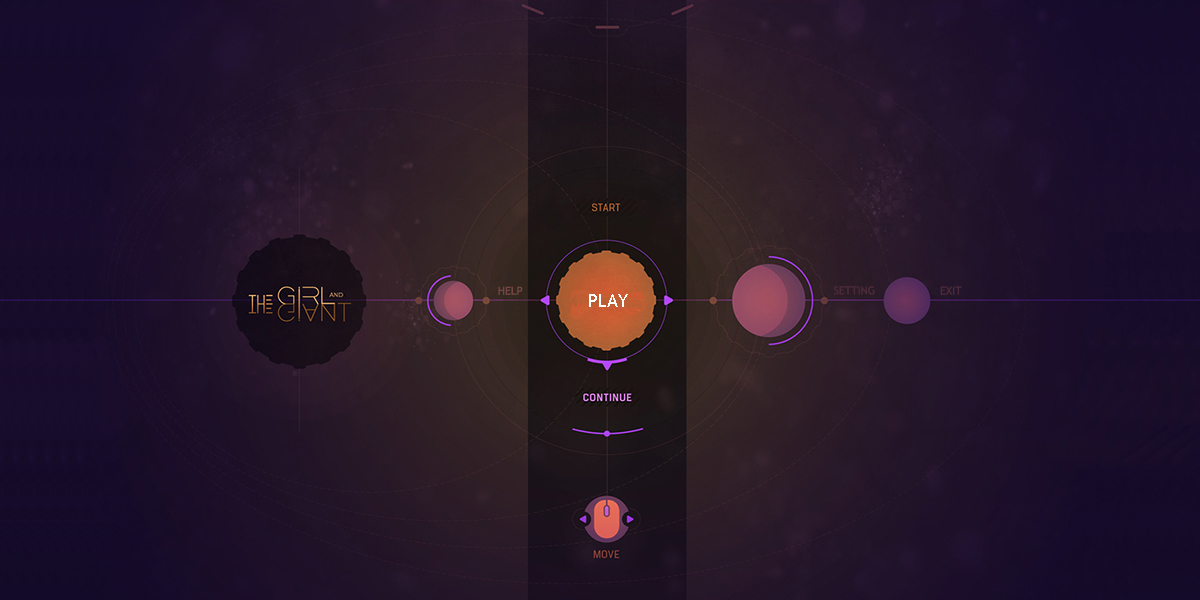 START
THE GIRL AND
GIANT
HELP
PLAY
SETTING
EXIT
CONTINUE
MOVE